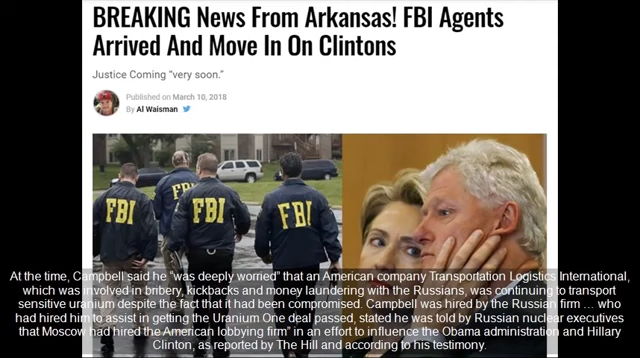 BREAKING News From Arkansas! FBI Agents
Arrived And Move In On Clintons
Justice Coming “very soon.”
Published on March 10, 2018
By Al Waisman
FBI
FBI
FBI
FBI
At the time, Campbell said he “was deeply worried” that an American company Transportation Logistics International,
which was involved in bribery, kickbacks and money laundering with the Russians, was continuing to transport
sensitive uranium despite the fact that it had been compromised. Campbell was hired by the Russian firm … who
had hired him to assist in getting the Uranium One deal passed, stated he was told by Russian nuclear executives
that Moscow had hired the American lobbying firm” in an effort to influence the Obama administration and Hillary
Clinton, as reported by The Hill and according to his testimony.